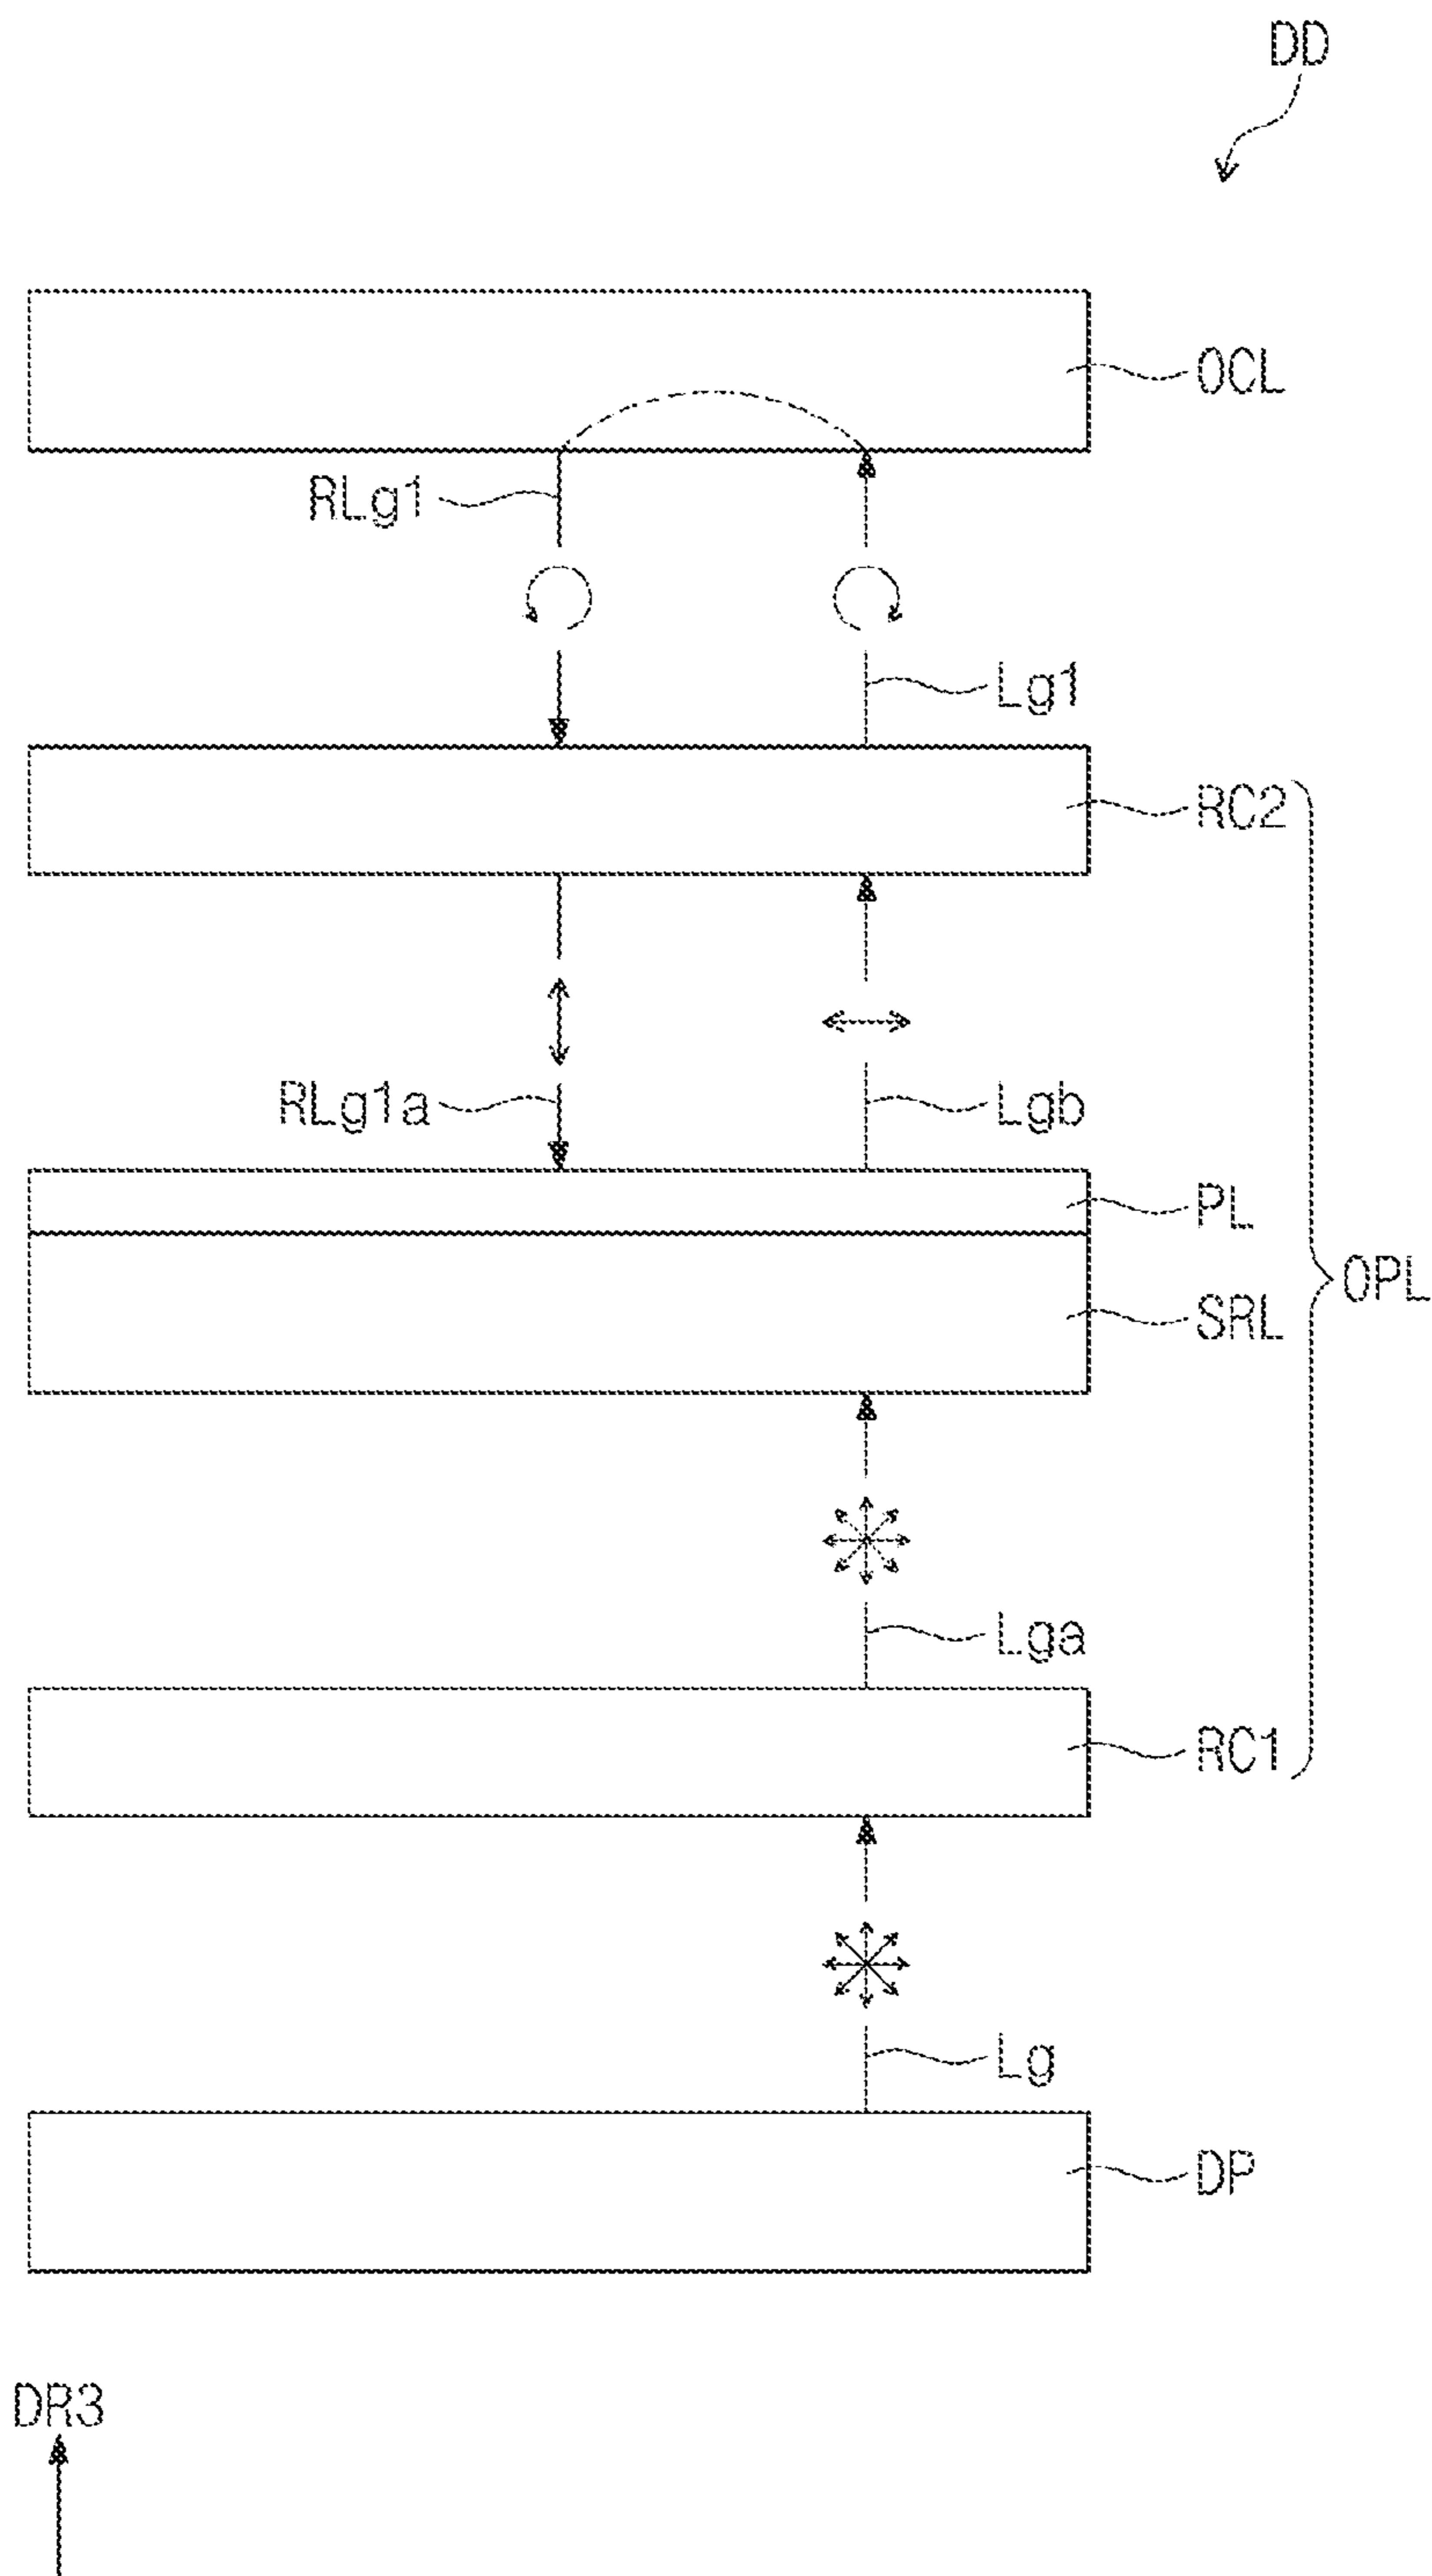 DD
OCL
RLg1
Lg1
RC2
RLg1a
Lgb
PL
OPL
SRL
Lga
RC1
Lg
DP
DR3